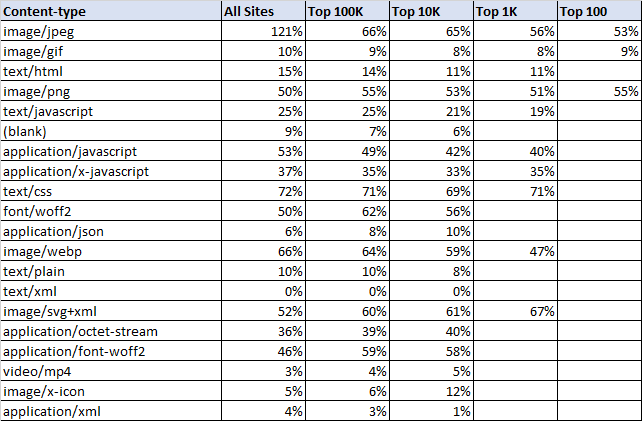 Content-type All Sites Top 100K Top 10K Top 1K Top 100
image/jpeg 121% 66% 65% 56% 53%
image/gif 10% 9% 8% 8% 9%
text/html 15% 14% 11% 11%
image/png 50% 55% 53% 51% 55%
text/javascript 25% 25% 21% 19%
(blank) 9% 7% 6%
application/javascript 53% 49% 42% 40%
application/x-javascript 37% 35% 33% 35%
text/css 72% 71% 69% 71%
font/woff2 50% 62% 56%
application/json 6% 8% 10%
image/webp 66% 64% 59% 47%
text/plain 10% 10% 8%
text/xml 0% 0% 0%
image/svg+xml 52% 60% 61% 67%
application/octet-stream 36% 39% 40%
application/font-woff2 46% 59% 58%
video/mp4 3% 4% 5%
image/x-icon 5% 6% 12%
application/xml 4% 3% 1%